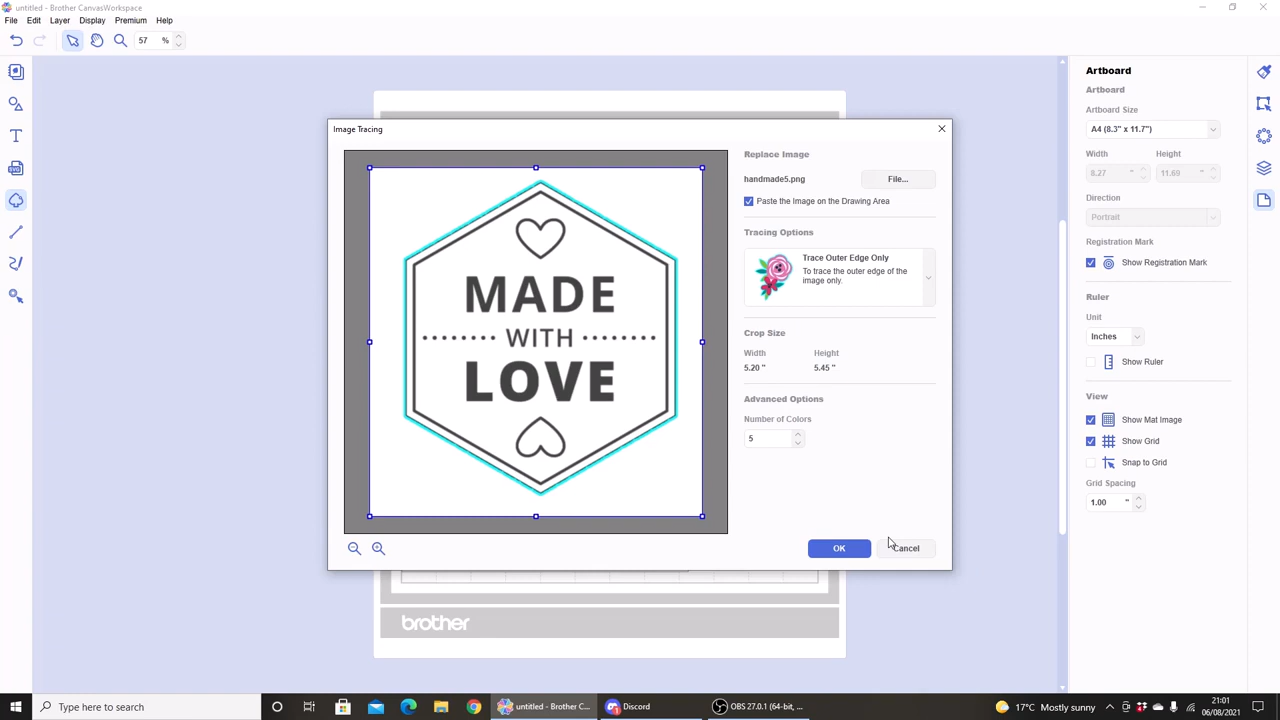 untitled - Brother CanvasWorkspace
File Edit Layer Display Premium Help
57 %
Image Tracing
MADE
WITH
LOVE
Replace Image
handmade5.png
File...
Paste the Image on the Drawing Area
Tracing Options
Trace Outer Edge Only
To trace the outer edge of the
image only.
Crop Size
Width Height
5.20 " 5.45 "
Advanced Options
Number of Colors
5
OK Cancel
brother
Artboard
Artboard
Artboard Size
A4 (8.3" x 11.7")
Width Height
8.27 " 11.69 "
Direction
Portrait
Registration Mark
Show Registration Mark
Ruler
Unit
Inches
Show Ruler
View
Show Mat Image
Show Grid
Snap to Grid
Grid Spacing
1.00 "
Type here to search
untitled - Brother C...
Discord
OBS 27.0.1 (64-bit, ...
17°C Mostly sunny
21:01
06/08/2021